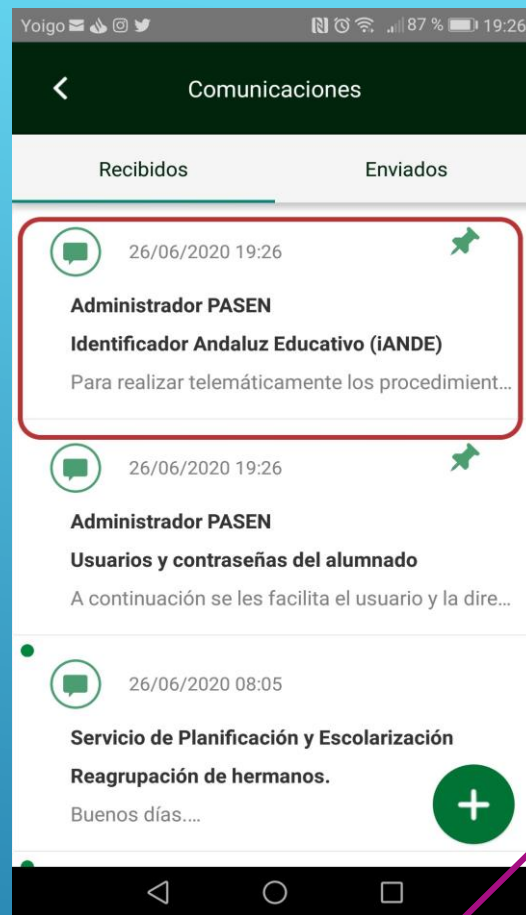 Yoigo 87 % 19:26
Comunicaciones
Recibidos Enviados
26/06/2020 19:26
Administrador PASEN
Identificador Andaluz Educativo (iANDE)
Para realizar telemáticamente los procedimient...
26/06/2020 19:26
Administrador PASEN
Usuarios y contraseñas del alumnado
A continuación se les facilita el usuario y la dire...
26/06/2020 08:05
Servicio de Planificación y Escolarización
Reagrupación de hermanos.
Buenos días....